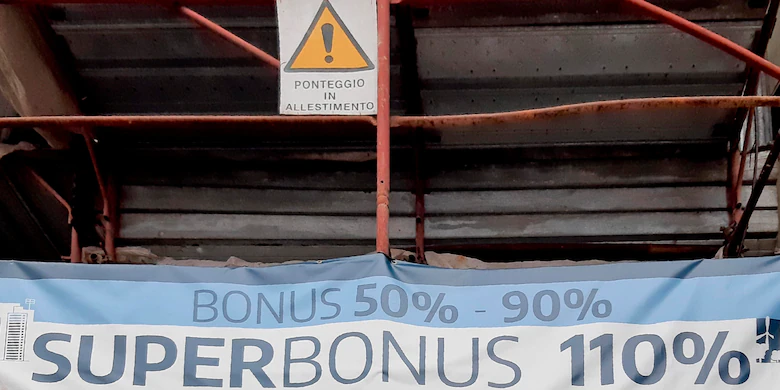 PONTEGGIO
IN
ALLESTIMENTO
BONUS 50% - 90%
SUPERBONUS 110%